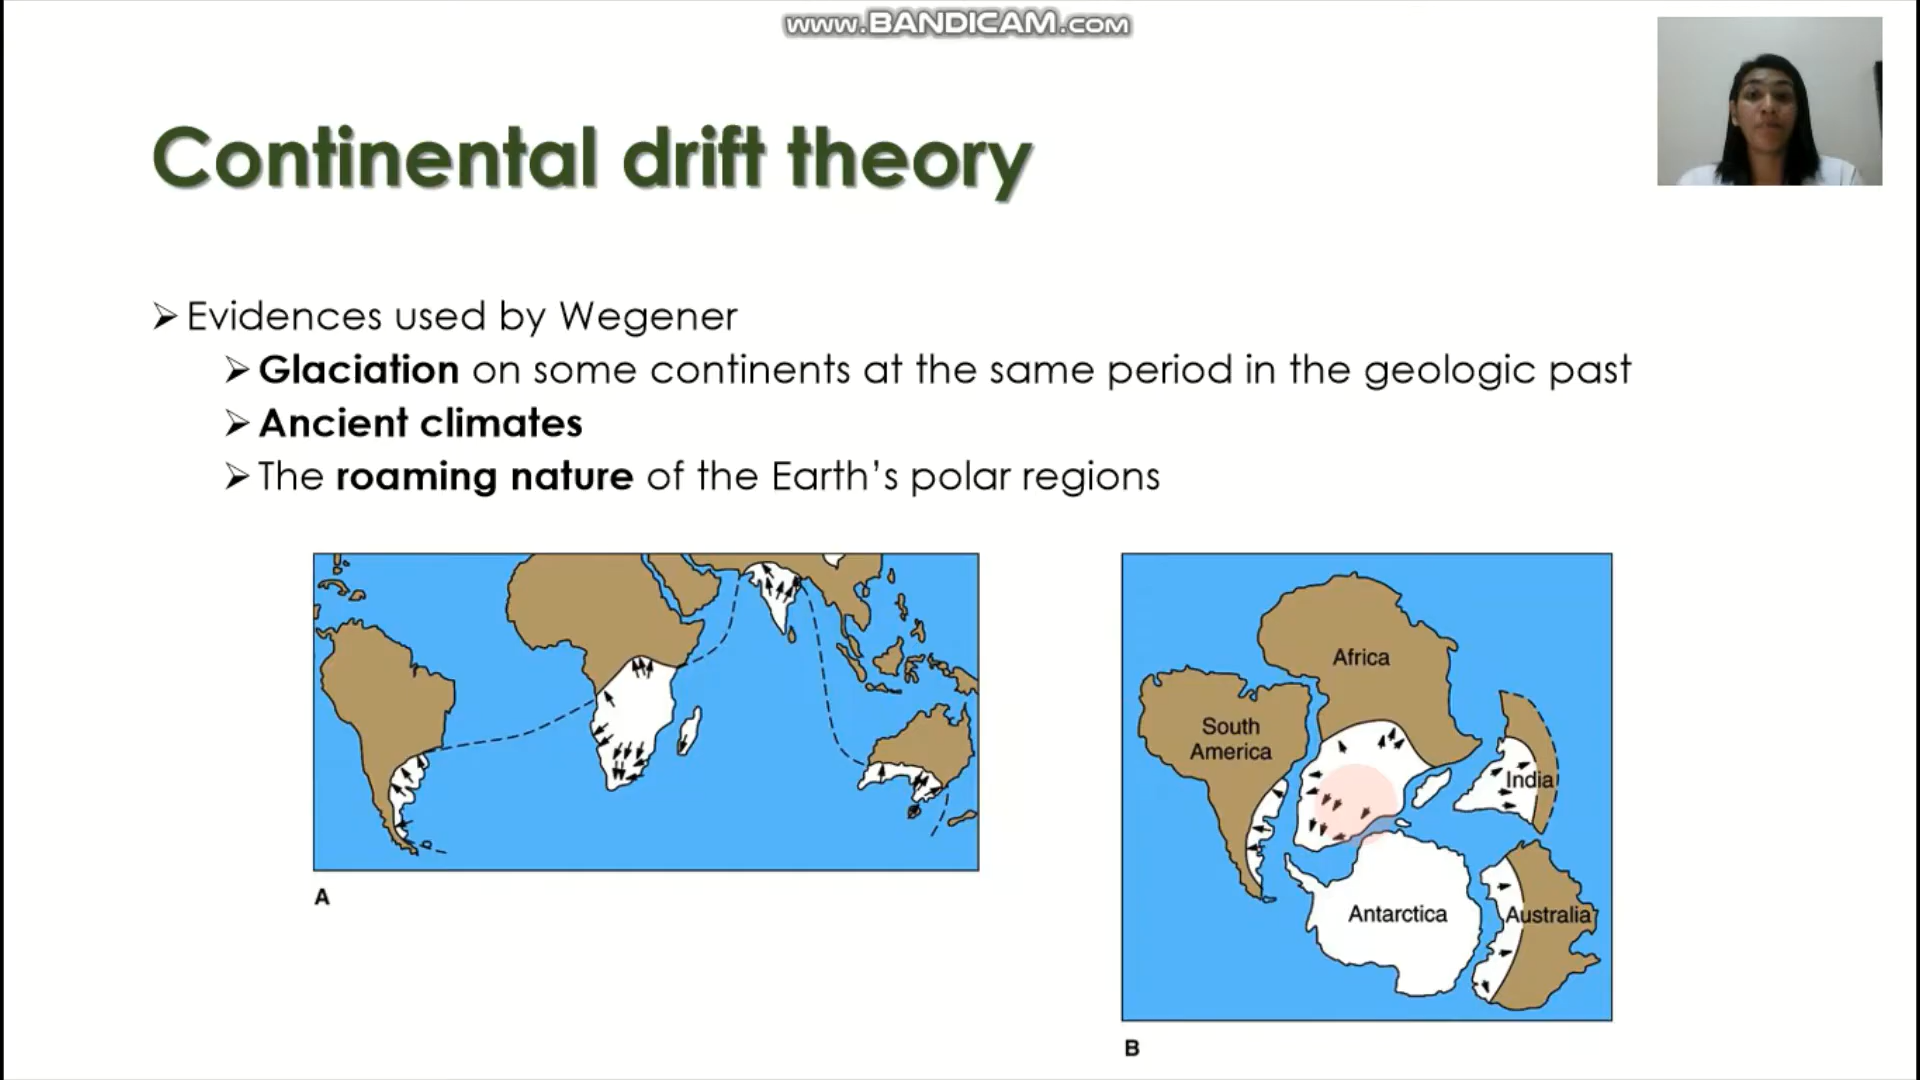 www.BANDICAM.com
Continental drift theory
Evidences used by Wegener
Glaciation on some continents at the same period in the geologic past
Ancient climates
The roaming nature of the Earth’s polar regions
A
Africa
South
America
India
Antarctica
Australia
B